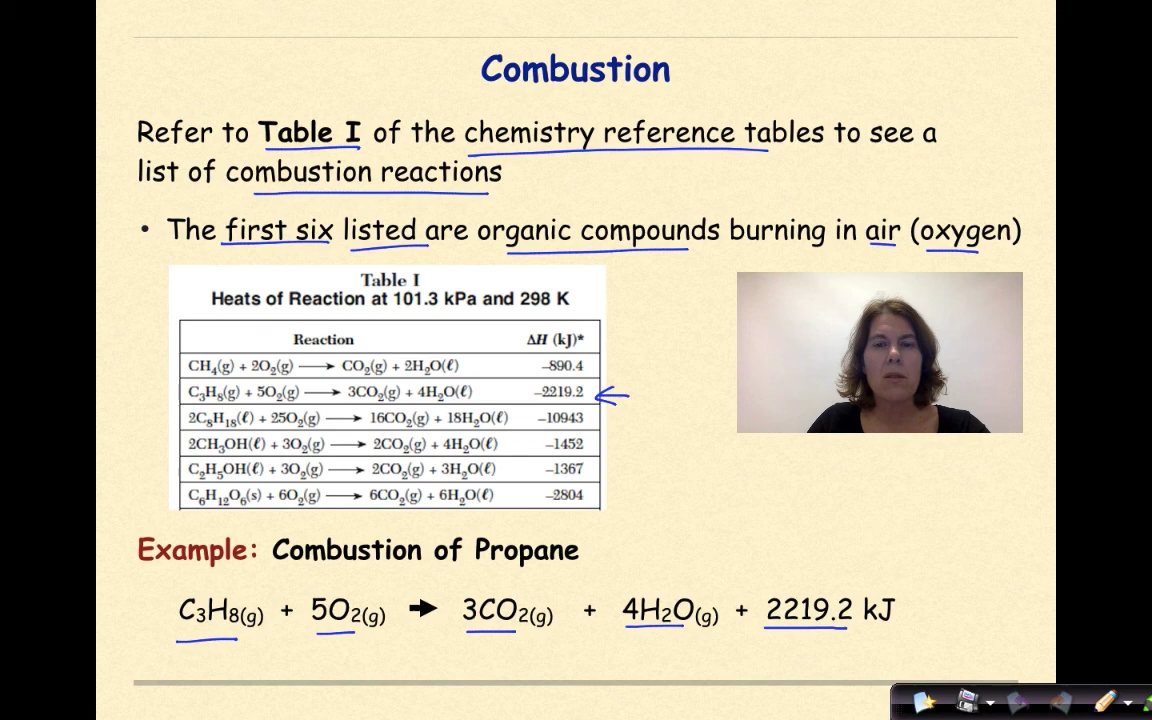 Combustion
Refer to Table I of the chemistry reference tables to see a
list of combustion reactions
• The first six listed are organic compounds burning in air (oxygen)
Table I
Heats of Reaction at 101.3 kPa and 298 K
Reaction ΔH (kJ)*
CH₄(g) + 2O₂(g) ⟶ CO₂(g) + 2H₂O(ℓ) –890.4
C₃H₈(g) + 5O₂(g) ⟶ 3CO₂(g) + 4H₂O(ℓ) –2219.2
2C₈H₁₈(ℓ) + 25O₂(g) ⟶ 16CO₂(g) + 18H₂O(ℓ) –10943
2CH₃OH(ℓ) + 3O₂(g) ⟶ 2CO₂(g) + 4H₂O(ℓ) –1452
C₂H₅OH(ℓ) + 3O₂(g) ⟶ 2CO₂(g) + 3H₂O(ℓ) –1367
C₆H₁₂O₆(s) + 6O₂(g) ⟶ 6CO₂(g) + 6H₂O(ℓ) –2804
Example: Combustion of Propane
C₃H₈(g) + 5O₂(g) ➞ 3CO₂(g) + 4H₂O(g) + 2219.2 kJ